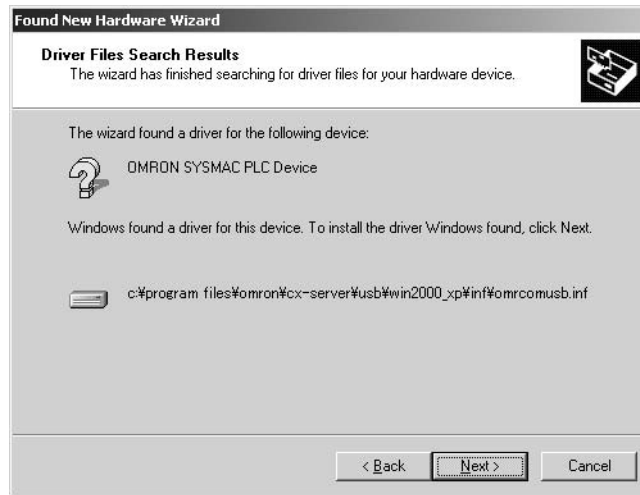 Found New Hardware Wizard
Driver Files Search Results
The wizard has finished searching for driver files for your hardware device.
The wizard found a driver for the following device:
OMRON SYSMAC PLC Device
Windows found a driver for this device. To install the driver Windows found, click Next.
c:¥program files¥omron¥cx-server¥usb¥win2000_xp¥inf¥omrcomusb.inf
< Back
Next >
Cancel